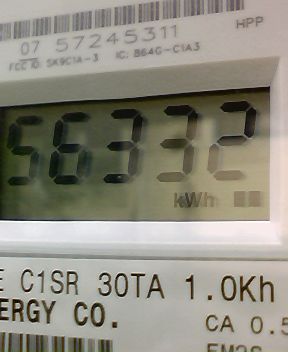 HPP
07 57245311
FCC ID: SK9C1A-3 IC: 864G-C1A3
56332
kWh
E C1SR 30TA 1.0Kh
ERGY CO.
CA 0.5